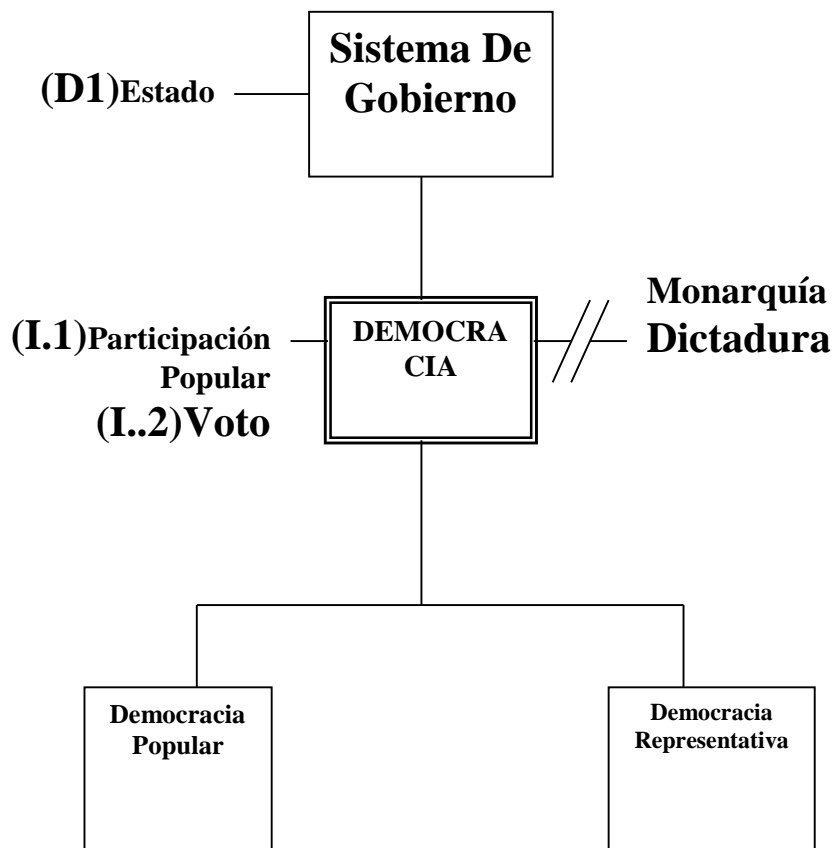 Sistema De
Gobierno
(D1)Estado
(I.1)Participación
Popular
(I..2)Voto
DEMOCRA
CIA
Monarquía
Dictadura
Democracia
Popular
Democracia
Representativa